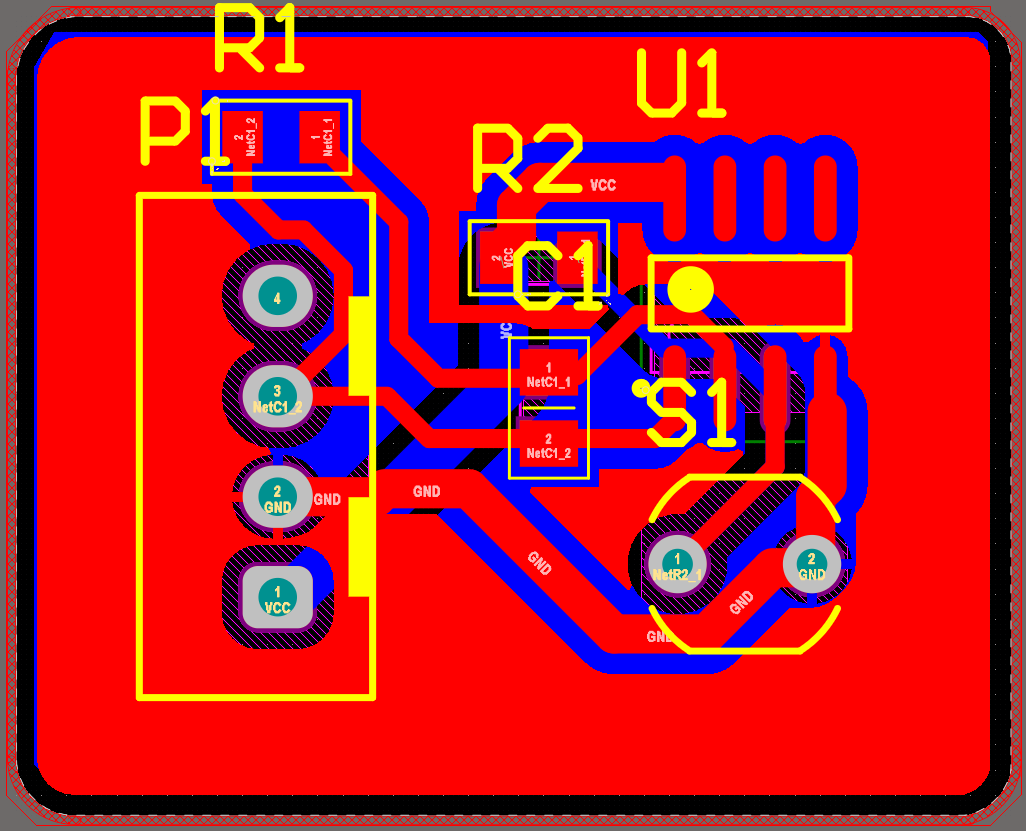 R1
P1
2
NetC1_2
1
NetC1_1
U1
R2
VCC
2
VCC
1
C1
4
3
NetC1_2
2
GND
GND
1
VCC
1
NetC1_1
2
NetC1_2
S1
GND
GND
GND
GND
1
NetR2_1
2
GND